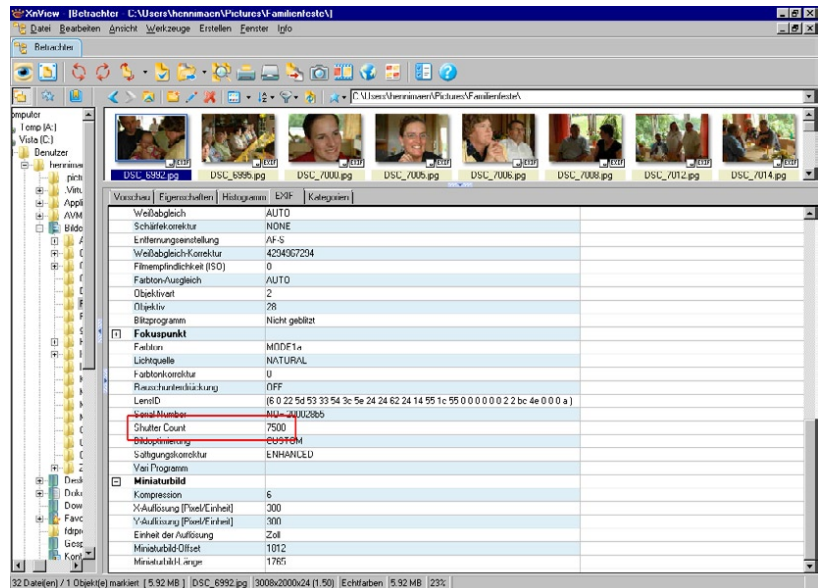 XnView - [Betrachter - C:\Users\hennimaen\Pictures\Familienfeste\]
Datei Bearbeiten Ansicht Werkzeuge Erstellen Fenster Info
Betrachter
C:\Users\hennimaen\Pictures\Familienfeste\
Temp (A:)
Vista (C:)
Benutzer
DSC_6992.jpg DSC_6995.jpg DSC_7000.jpg DSC_7005.jpg DSC_7006.jpg DSC_7008.jpg DSC_7012.jpg DSC_7014.jpg
Vorschau Eigenschaften Histogramm EXIF Kategorien
Weißabgleich AUTO
Schärfekorrektur NONE
Entfernungseinstellung AF-S
Weißabgleich-Korrektur 4294967294
Filmempfindlichkeit (ISO) 0
Farbton-Ausgleich AUTO
Objektivart 2
Objektiv 28
Blitzprogramm Nicht geblitzt
Fokuspunkt
Farbton MODE1a
Lichtquelle NATURAL
Farbtonkorrektur 0
Rauschunterdrückung OFF
LensID (6 0 22 5d 53 33 54 3c 5e 24 24 62 24 14 55 1c 55 0 0 0 0 0 0 2 2 bc 4e 0 0 0 a )
Serial Number
Shutter Count 7500
Bildoptimierung CUSTOM
Sättigungskorrektur ENHANCED
Vari Programm
Miniaturbild
Kompression 6
X-Auflösung [Pixel/Einheit] 300
Y-Auflösung [Pixel/Einheit] 300
Einheit der Auflösung Zoll
Miniaturbild-Offset 1012
Miniaturbild-Länge 1765
32 Datei(en) / 1 Objekt(e) markiert [ 5.92 MB ] DSC_6992.jpg 3008x2000x24 (1.50) Echtfarben 5.92 MB 23%